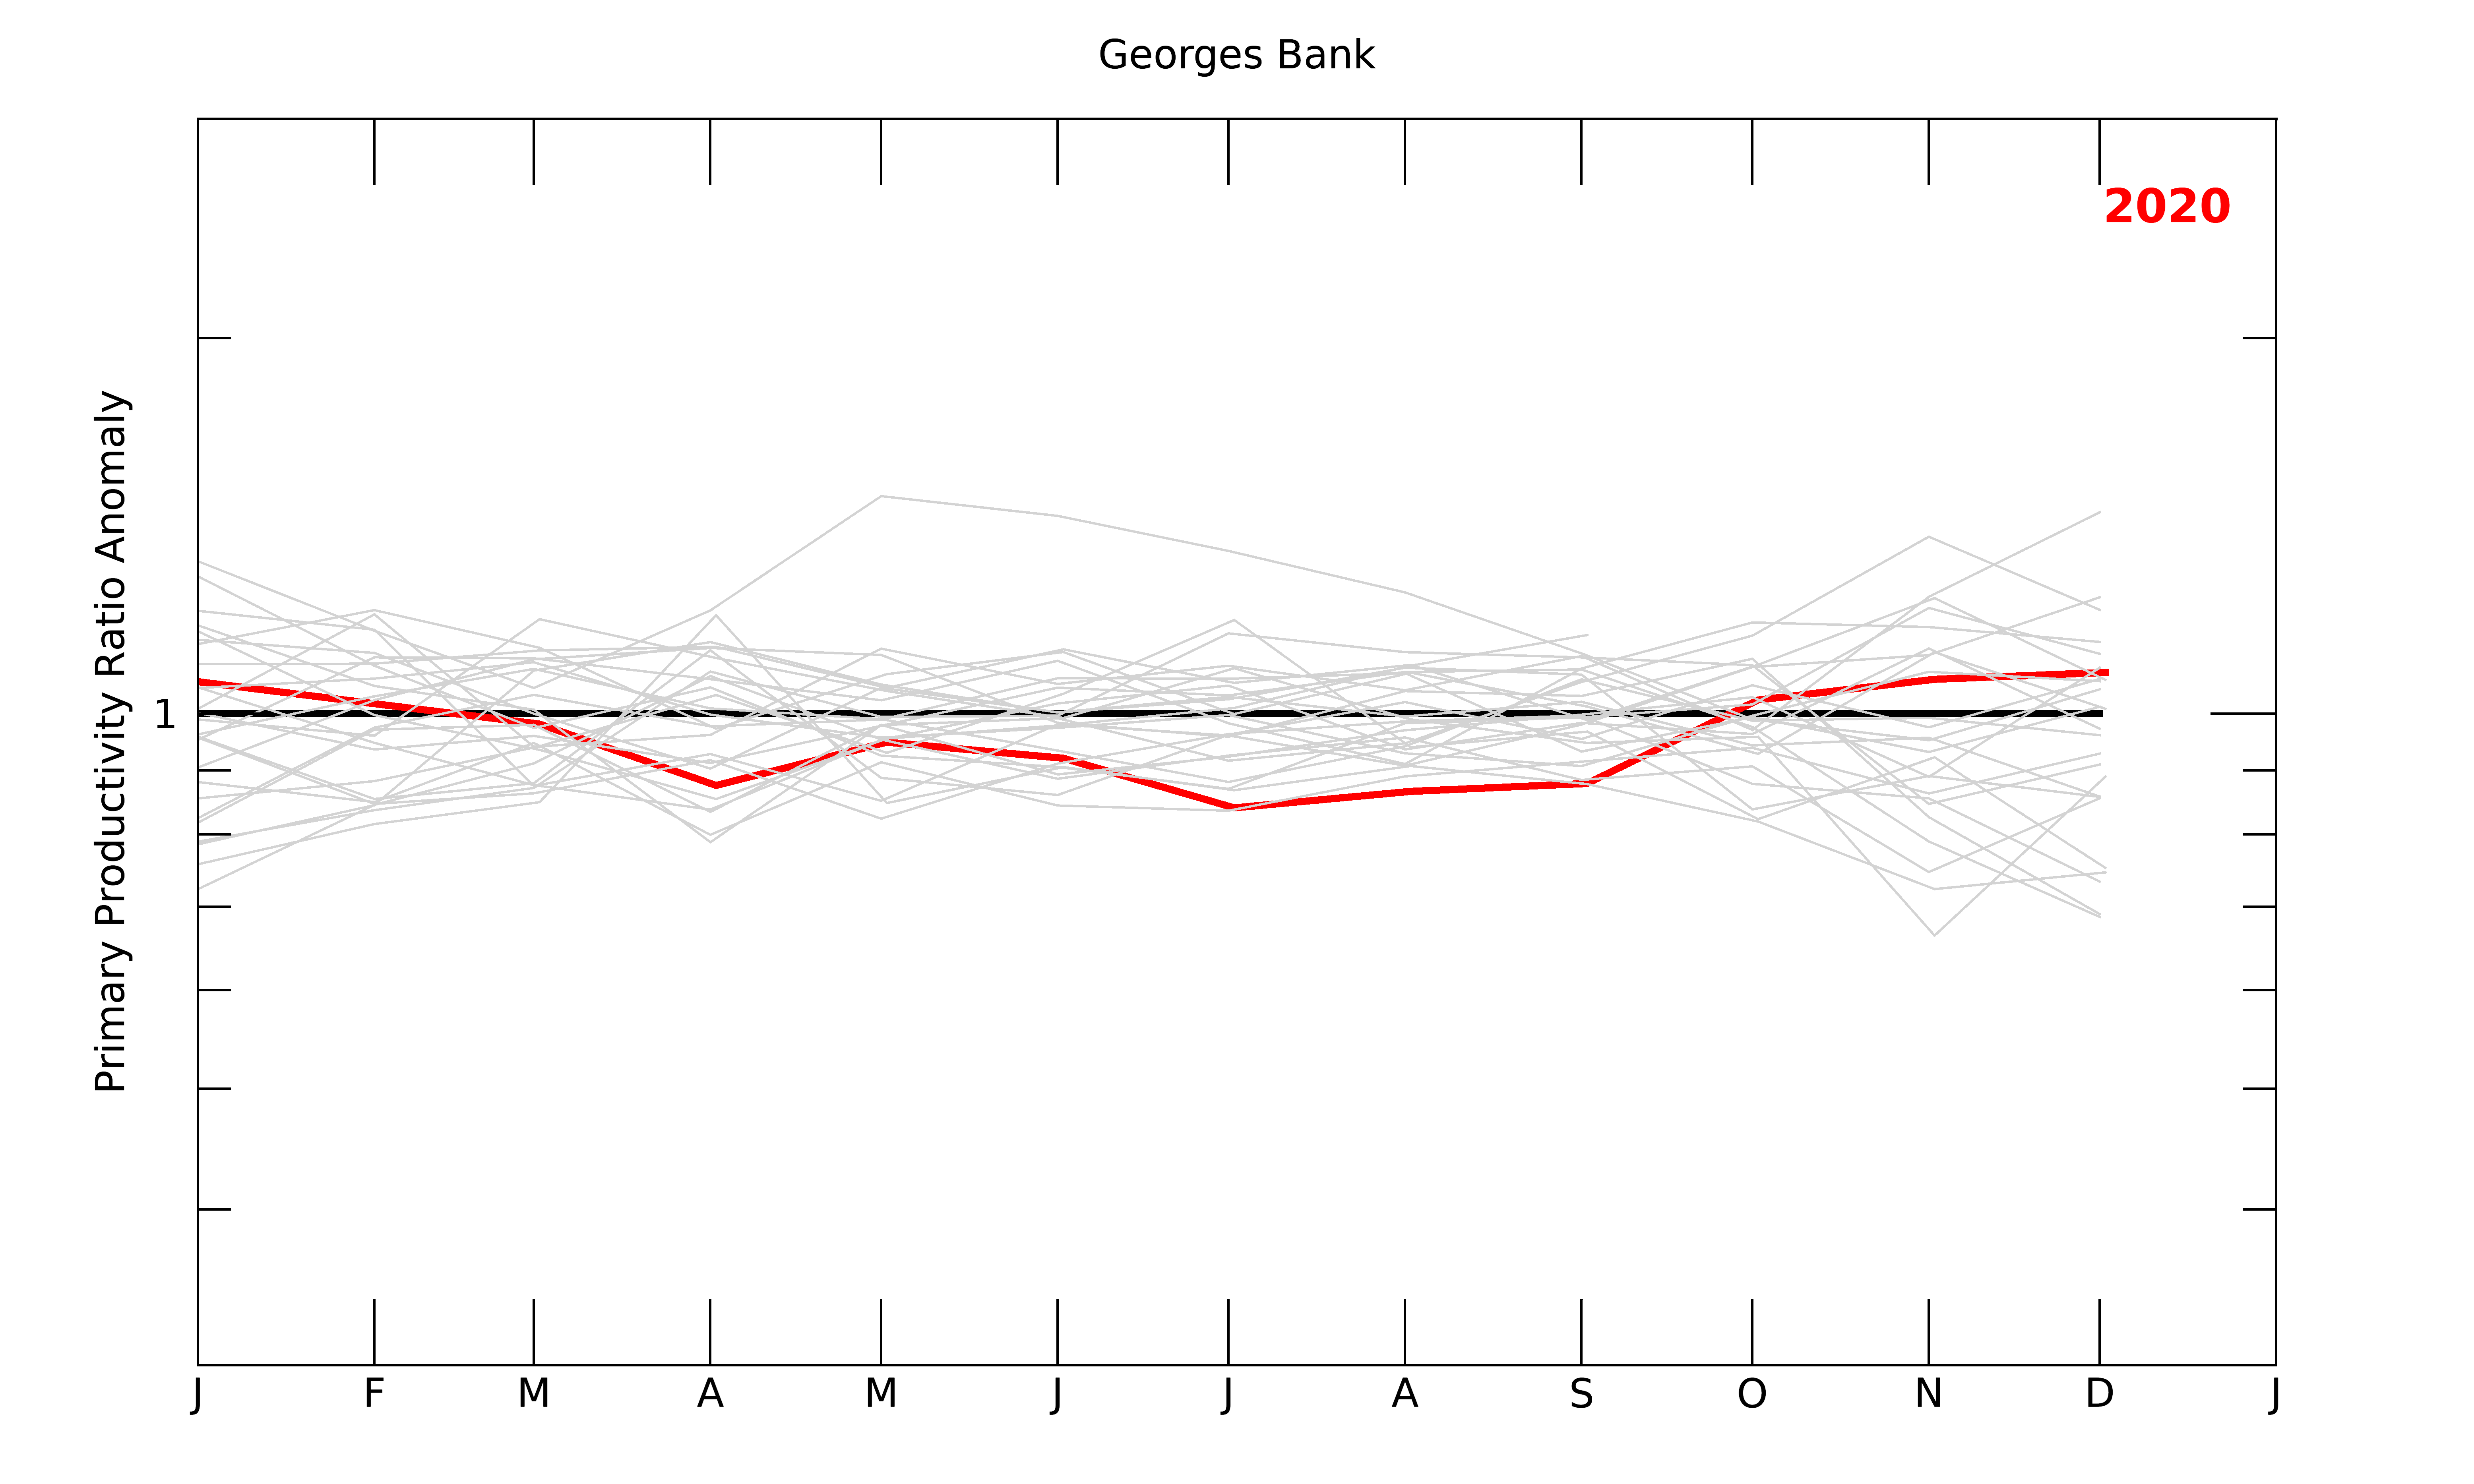 Georges Bank
2020
Primary Productivity Ratio Anomaly
1
J F M A M J J A S O N D J